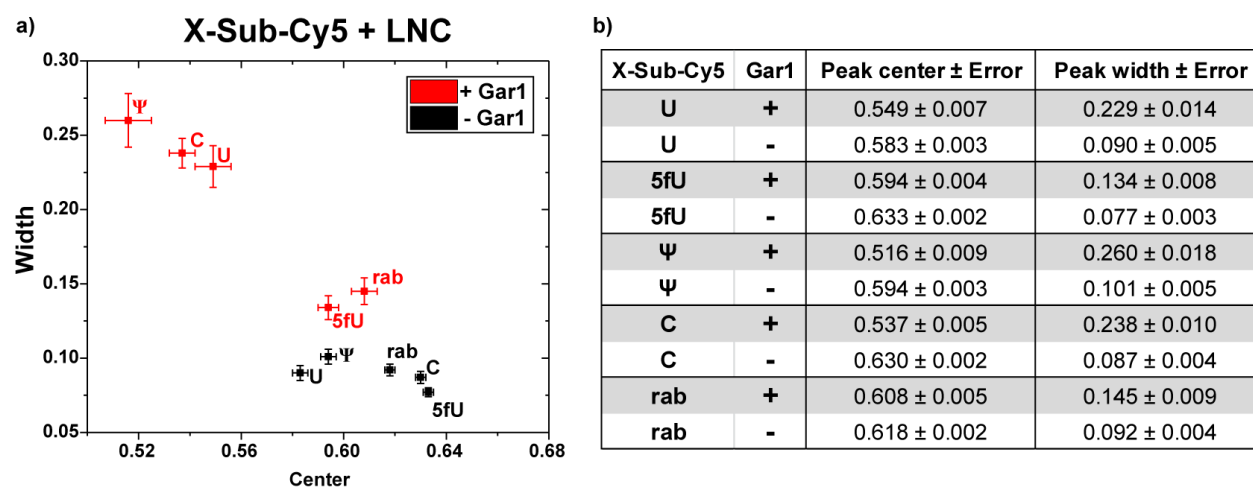 a)
X-Sub-Cy5 + LNC
0.30
0.25
0.20
0.15
0.10
0.05
Width
0.52
0.56
0.60
0.64
0.68
Center
+ Gar1
- Gar1
Ψ
C
U
rab
5fU
Ψ
U
rab
C
5fU
b)
X-Sub-Cy5 Gar1 Peak center ± Error Peak width ± Error
U + 0.549 ± 0.007 0.229 ± 0.014
U - 0.583 ± 0.003 0.090 ± 0.005
5fU + 0.594 ± 0.004 0.134 ± 0.008
5fU - 0.633 ± 0.002 0.077 ± 0.003
Ψ + 0.516 ± 0.009 0.260 ± 0.018
Ψ - 0.594 ± 0.003 0.101 ± 0.005
C + 0.537 ± 0.005 0.238 ± 0.010
C - 0.630 ± 0.002 0.087 ± 0.004
rab + 0.608 ± 0.005 0.145 ± 0.009
rab - 0.618 ± 0.002 0.092 ± 0.004